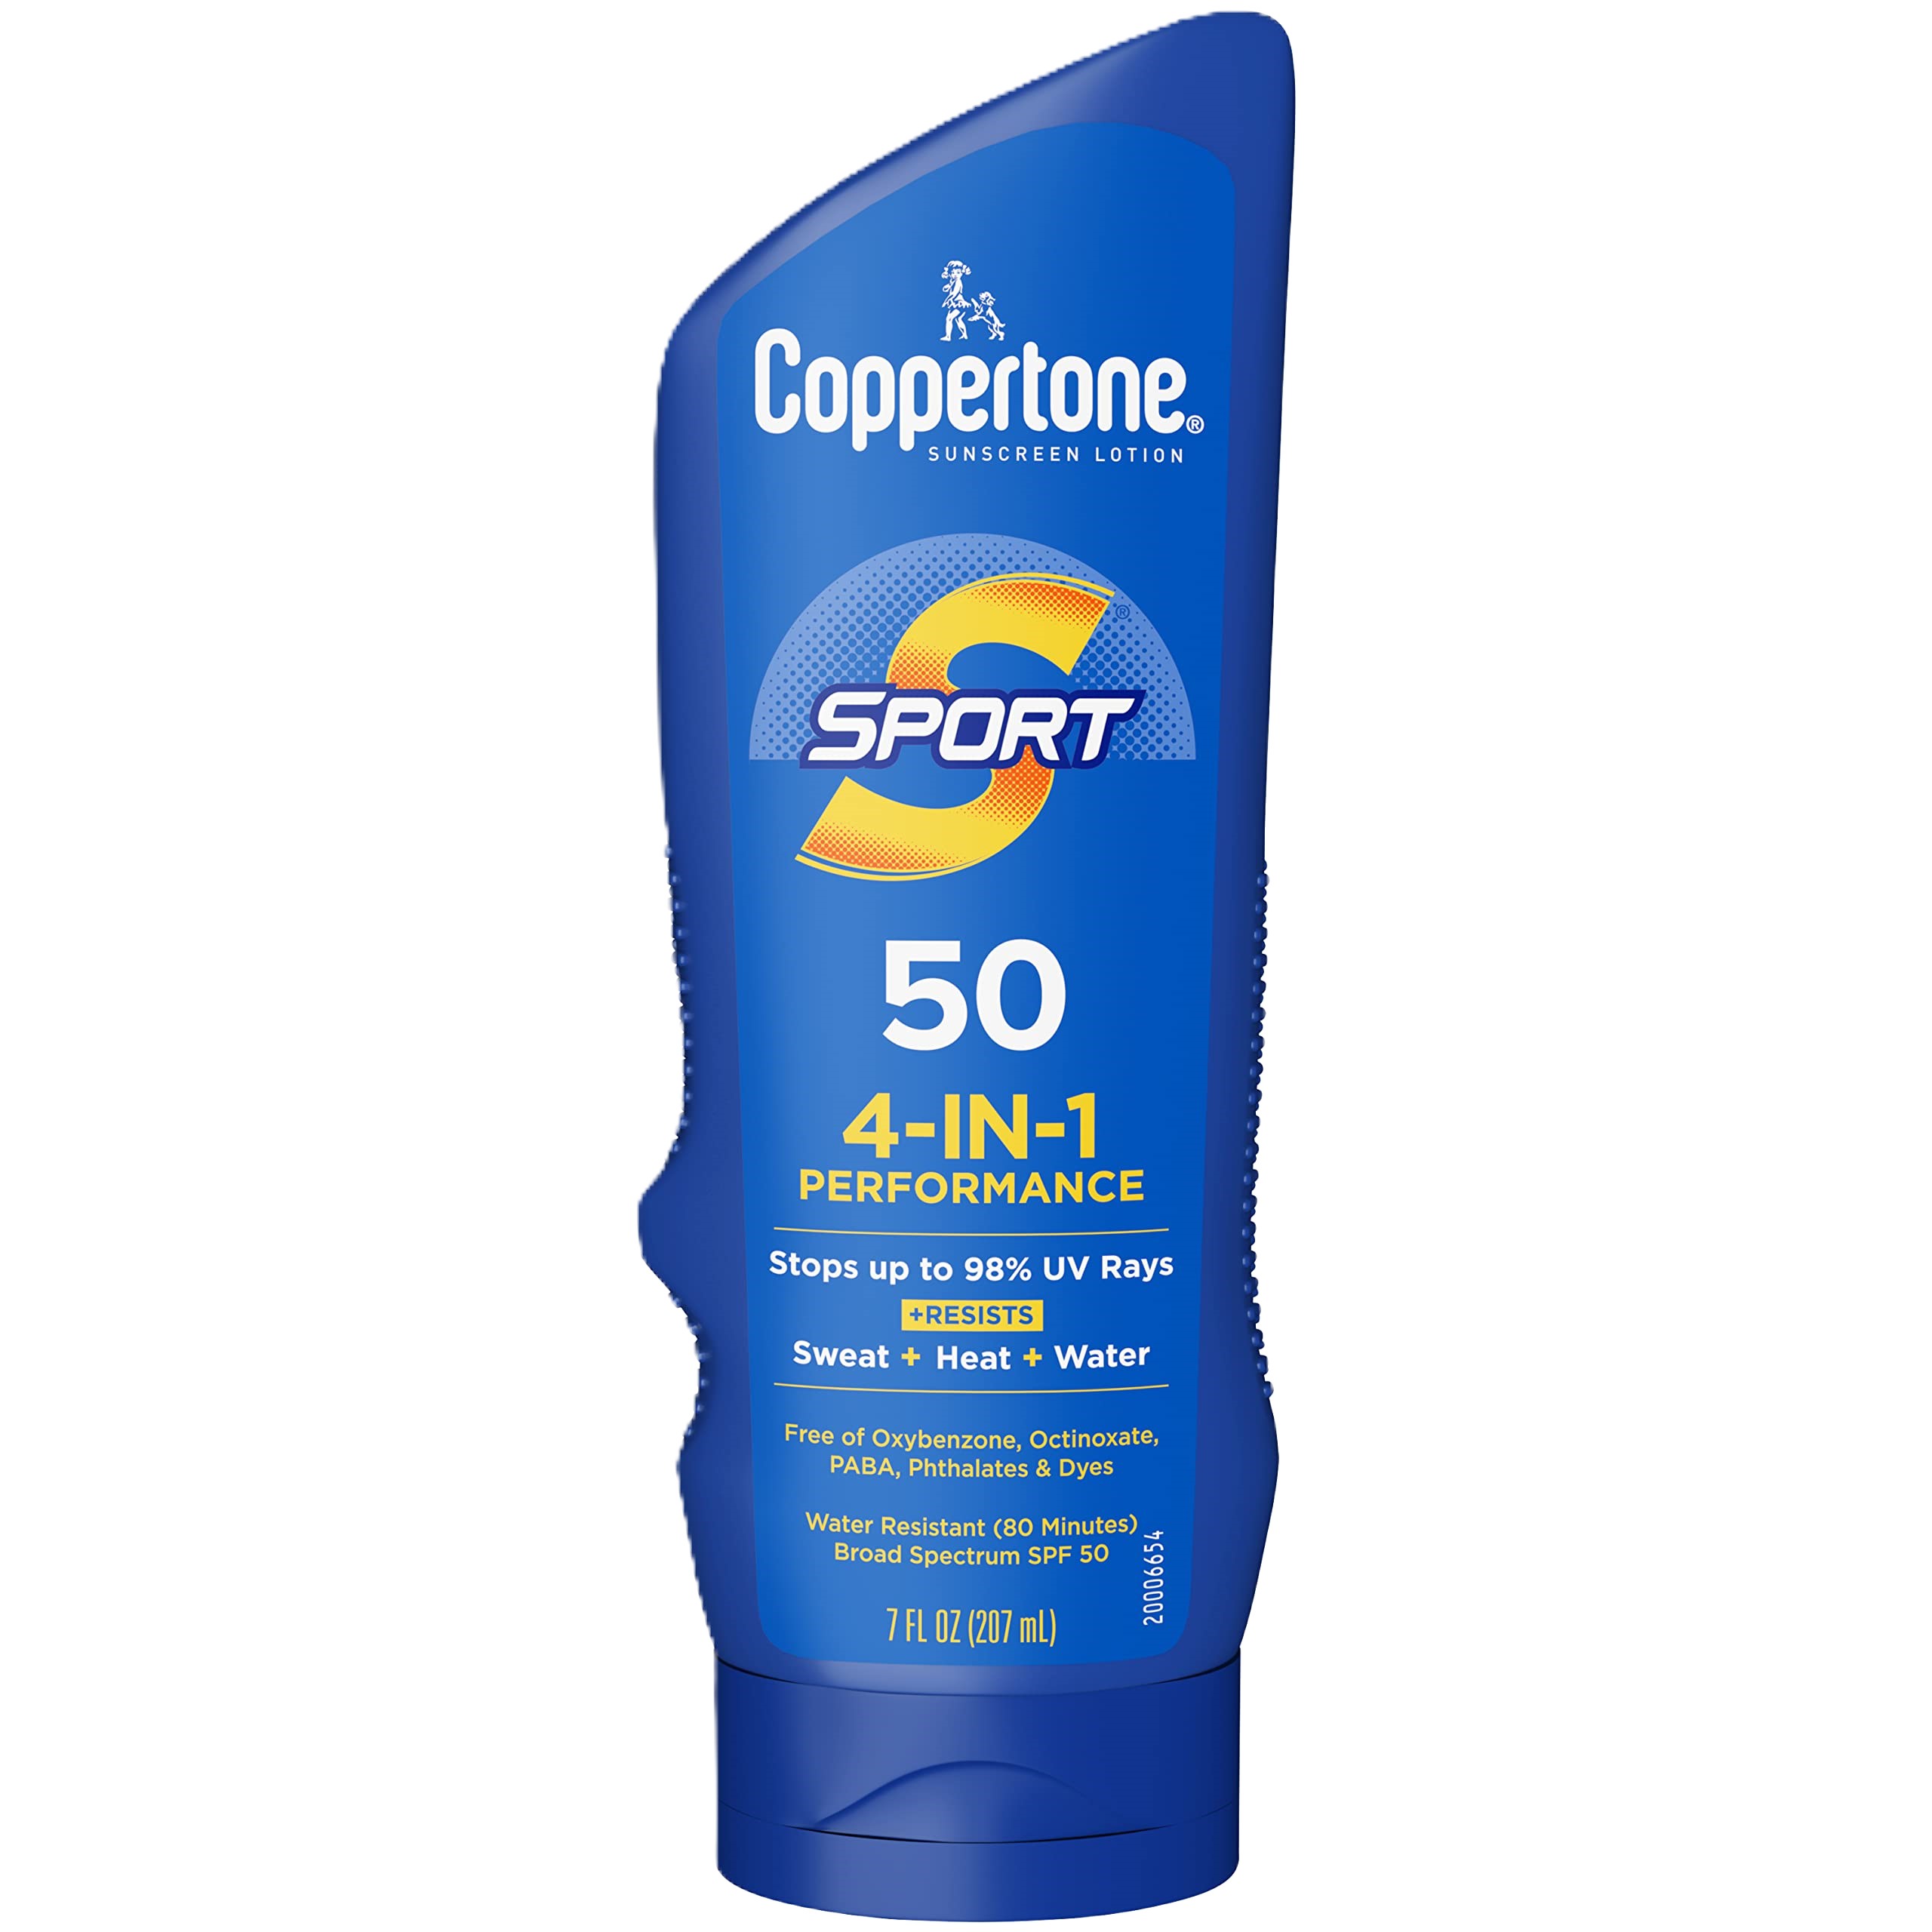 Coppertone®
SUNSCREEN LOTION
S®
SPORT
50
4-IN-1
PERFORMANCE
Stops up to 98% UV Rays
+RESISTS
Sweat + Heat + Water
Free of Oxybenzone, Octinoxate,
PABA, Phthalates & Dyes
Water Resistant (80 Minutes)
Broad Spectrum SPF 50
20006654
7 FL OZ (207 mL)